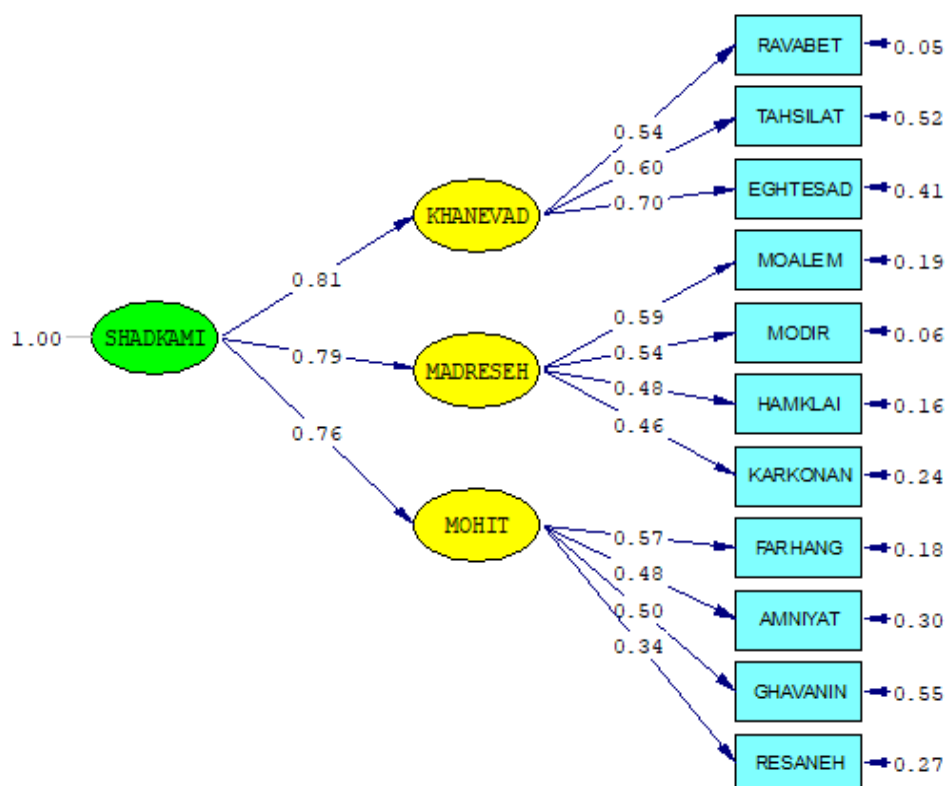 RAVABET
0.05
0.54
TAHSILAT
0.52
0.60
EGHTESAD
0.41
0.70
KHANEVAD
0.81
MOALEM
0.19
0.59
1.00
SHADKAMI
0.79
MADRESEH
MODIR
0.06
0.54
HAMKLAI
0.16
0.48
KARKONAN
0.24
0.46
0.76
MOHIT
FARHANG
0.18
0.57
AMNIYAT
0.30
0.48
GHAVANIN
0.55
0.50
RESANEH
0.27
0.34